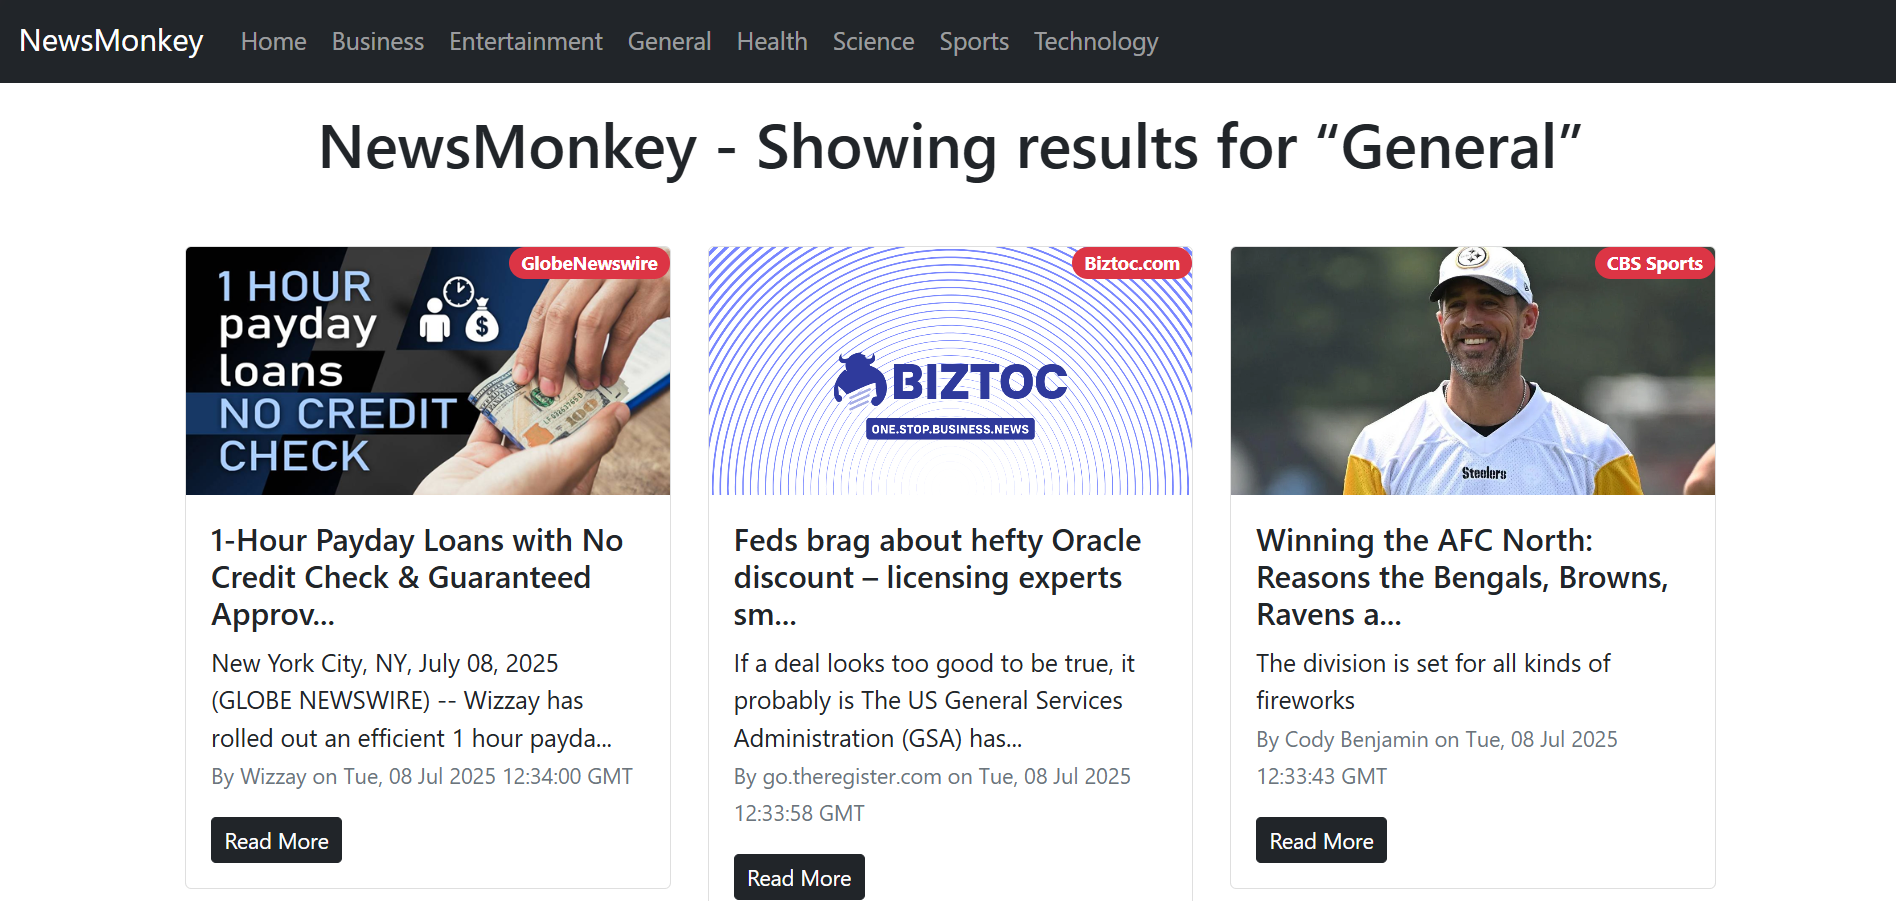 NewsMonkey Home Business Entertainment General Health Science Sports Technology
NewsMonkey - Showing results for “General”
GlobeNewswire
1 HOUR
payday
loans
NO CREDIT
CHECK
1-Hour Payday Loans with No
Credit Check & Guaranteed
Approv...
New York City, NY, July 08, 2025
(GLOBE NEWSWIRE) -- Wizzay has
rolled out an efficient 1 hour payda...
By Wizzay on Tue, 08 Jul 2025 12:34:00 GMT
Read More
Biztoc.com
BIZTOC
ONE.STOP.BUSINESS.NEWS
Feds brag about hefty Oracle
discount – licensing experts
sm...
If a deal looks too good to be true, it
probably is The US General Services
Administration (GSA) has...
By go.theregister.com on Tue, 08 Jul 2025
12:33:58 GMT
Read More
CBS Sports
Steelers
Winning the AFC North:
Reasons the Bengals, Browns,
Ravens a...
The division is set for all kinds of
fireworks
By Cody Benjamin on Tue, 08 Jul 2025
12:33:43 GMT
Read More